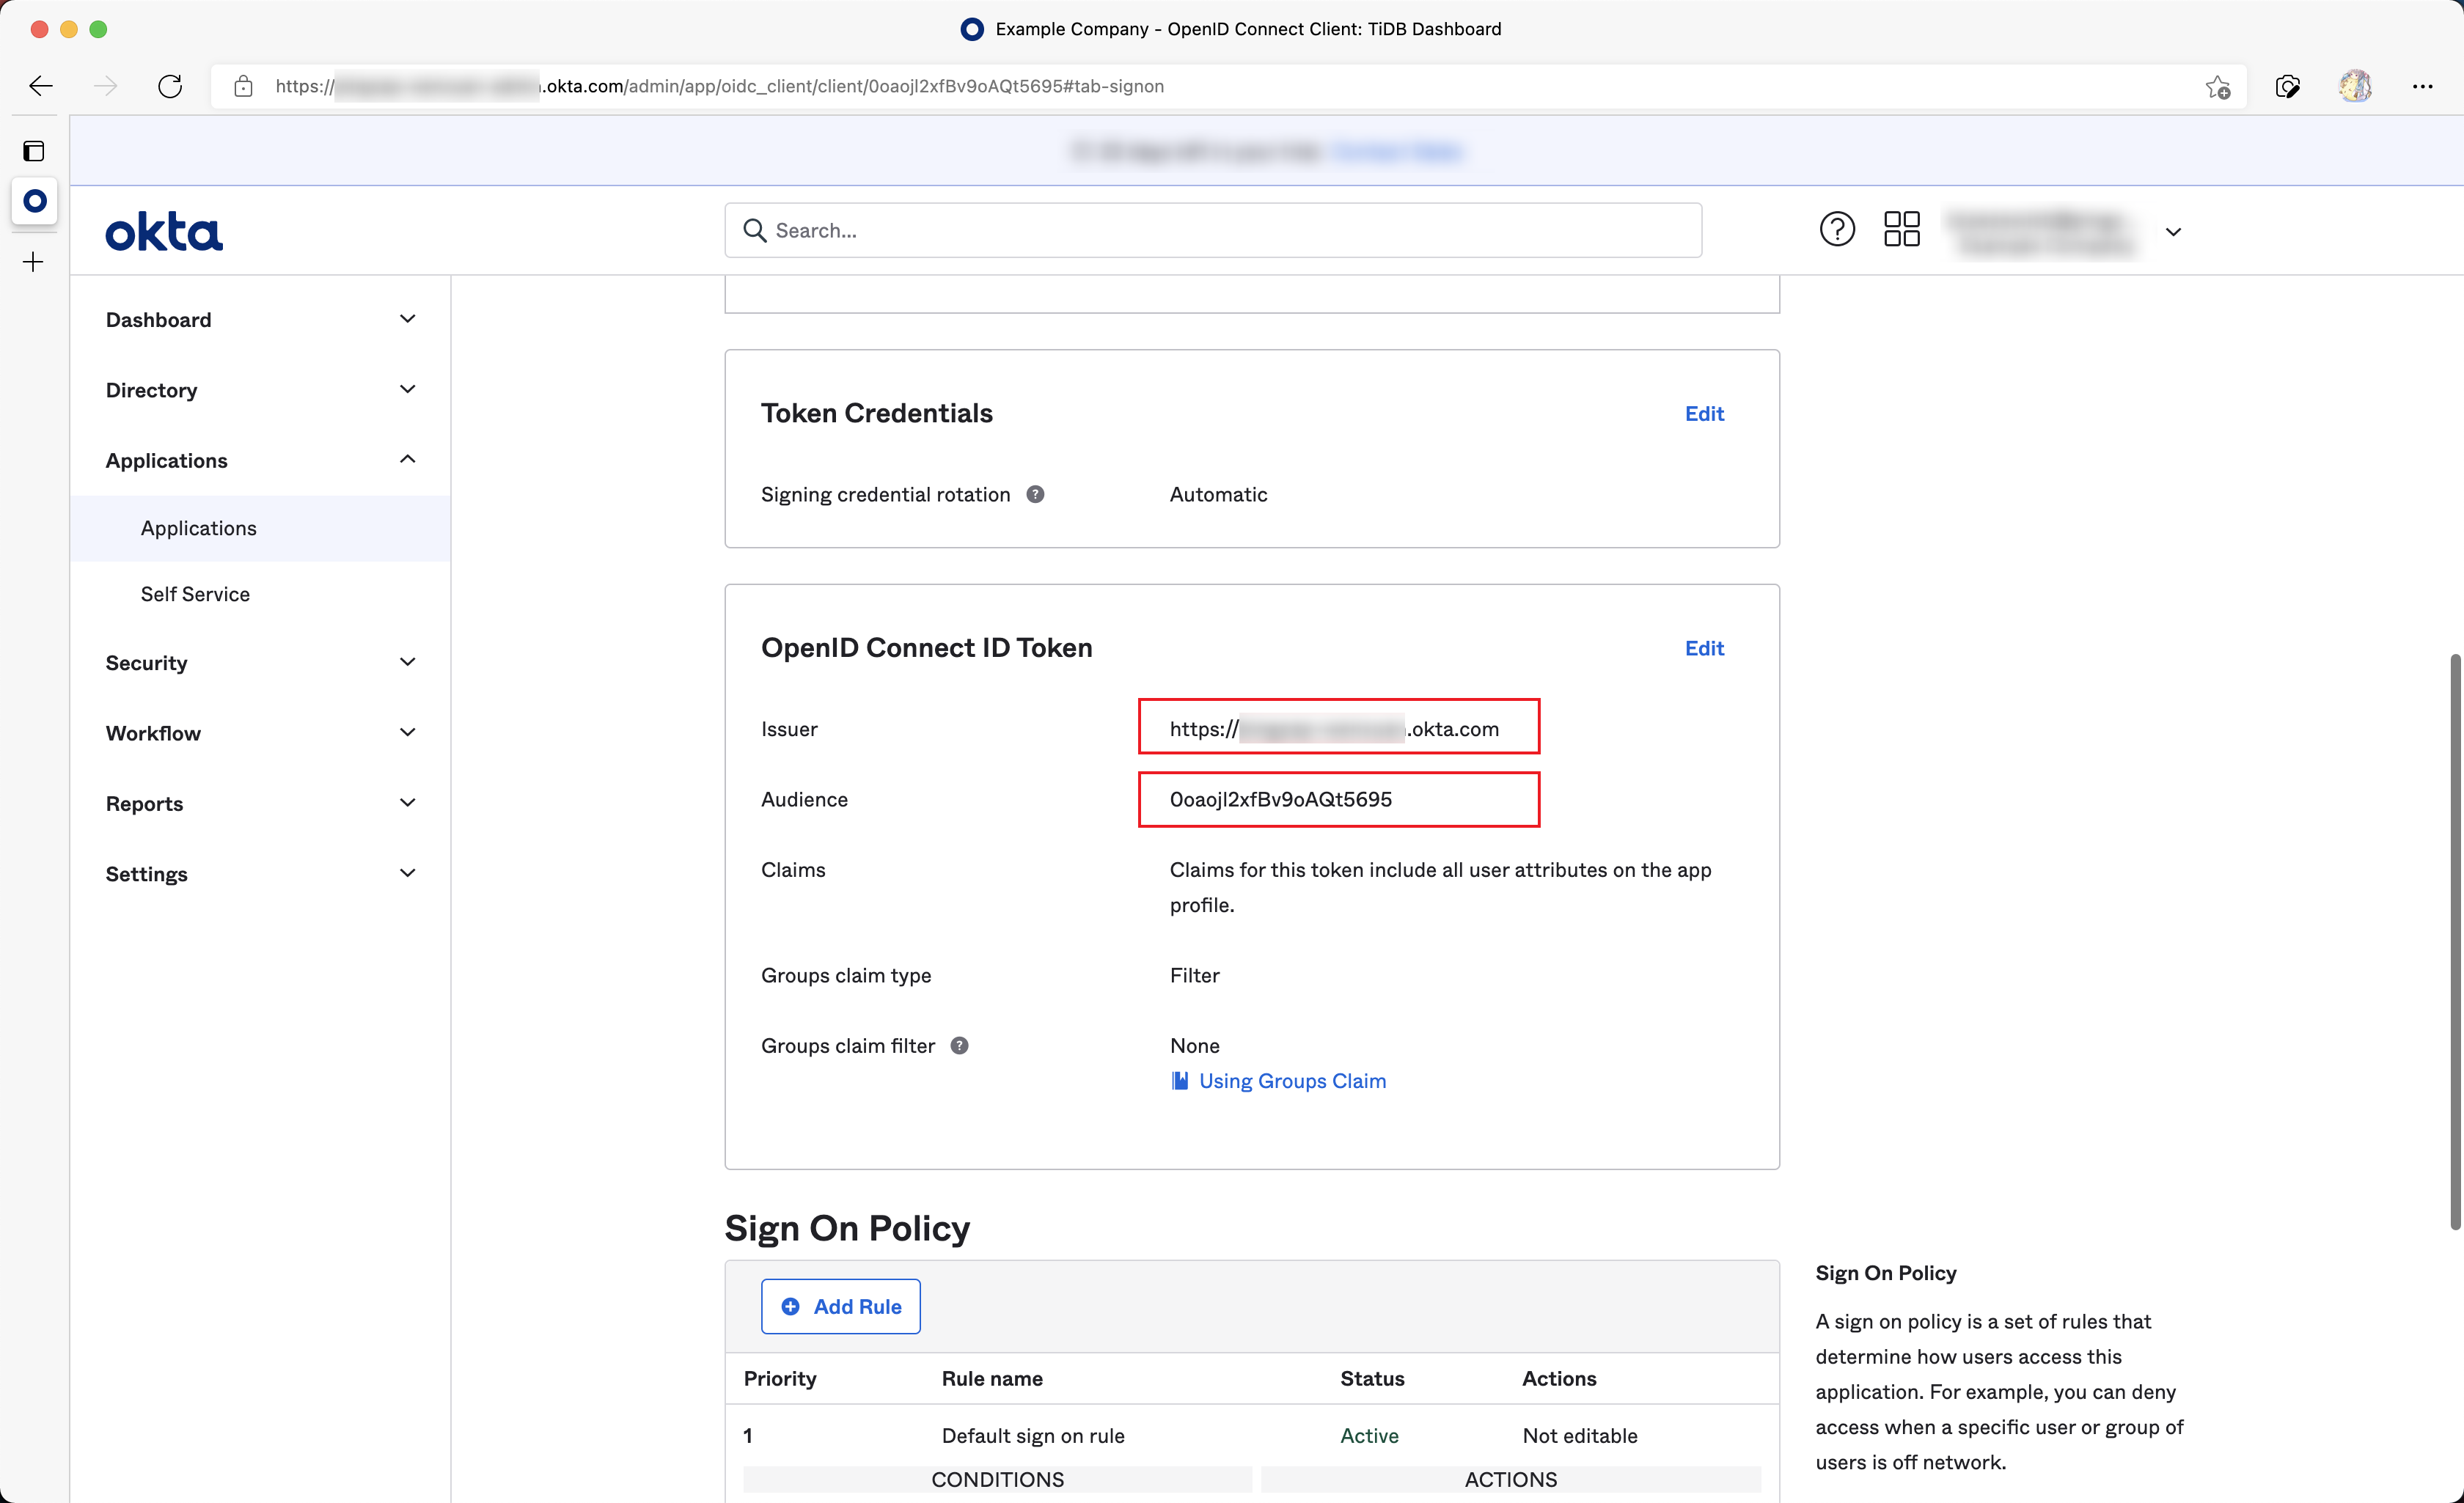 Example Company - OpenID Connect Client: TiDB Dashboard
https:// .okta.com/admin/app/oidc_client/client/0oaojl2xfBv9oAQt5695#tab-signon
okta
Search...
Dashboard
Directory
Applications
Applications
Self Service
Security
Workflow
Reports
Settings
Token Credentials
Edit
Signing credential rotation ? Automatic
OpenID Connect ID Token
Edit
Issuer https:// .okta.com
Audience 0oaojl2xfBv9oAQt5695
Claims Claims for this token include all user attributes on the app
profile.
Groups claim type Filter
Groups claim filter ? None
Using Groups Claim
Sign On Policy
Add Rule
Priority Rule name Status Actions
1 Default sign on rule Active Not editable
CONDITIONS ACTIONS
Sign On Policy
A sign on policy is a set of rules that
determine how users access this
application. For example, you can deny
access when a specific user or group of
users is off network.